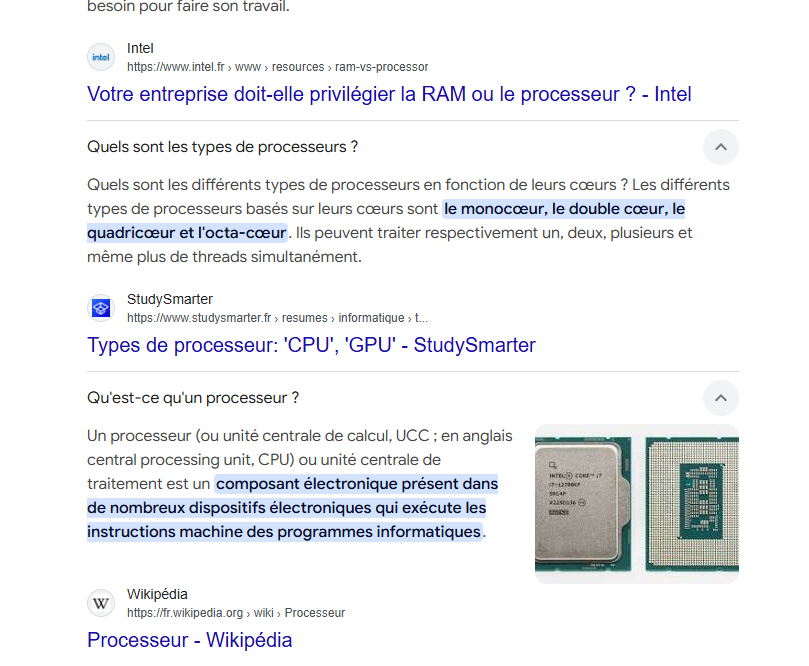 besoin pour faire son travail.
intel
Intel
https://www.intel.fr › www › resources › ram-vs-processor
Votre entreprise doit-elle privilégier la RAM ou le processeur ? - Intel
Quels sont les types de processeurs ?
Quels sont les différents types de processeurs en fonction de leurs cœurs ? Les différents
types de processeurs basés sur leurs cœurs sont le monocœur, le double cœur, le
quadricœur et l'octa-cœur. Ils peuvent traiter respectivement un, deux, plusieurs et
même plus de threads simultanément.
StudySmarter
https://www.studysmarter.fr › resumes › informatique › t...
Types de processeur: 'CPU', 'GPU' - StudySmarter
Qu'est-ce qu'un processeur ?
Un processeur (ou unité centrale de calcul, UCC ; en anglais
central processing unit, CPU) ou unité centrale de
traitement est un composant électronique présent dans
de nombreux dispositifs électroniques qui exécute les
instructions machine des programmes informatiques.
INTEL® CORE™ i7
i7-12700KF
SRL4P
W
Wikipédia
https://fr.wikipedia.org › wiki › Processeur
Processeur - Wikipédia